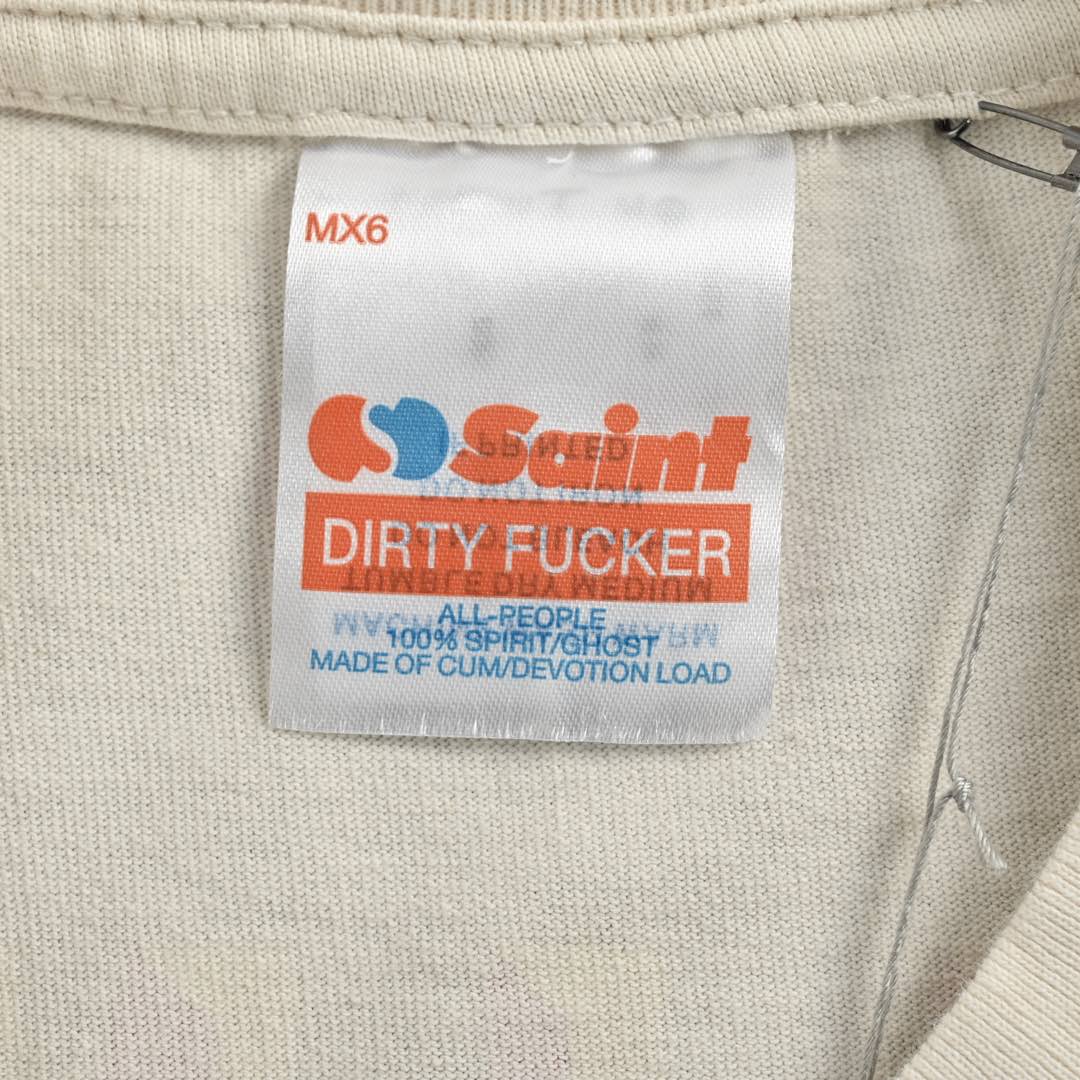 MX6
Saint
DIRTY FUCKER
ALL-PEOPLE
100% SPIRIT/GHOST
MADE OF CUM/DEVOTION LOAD